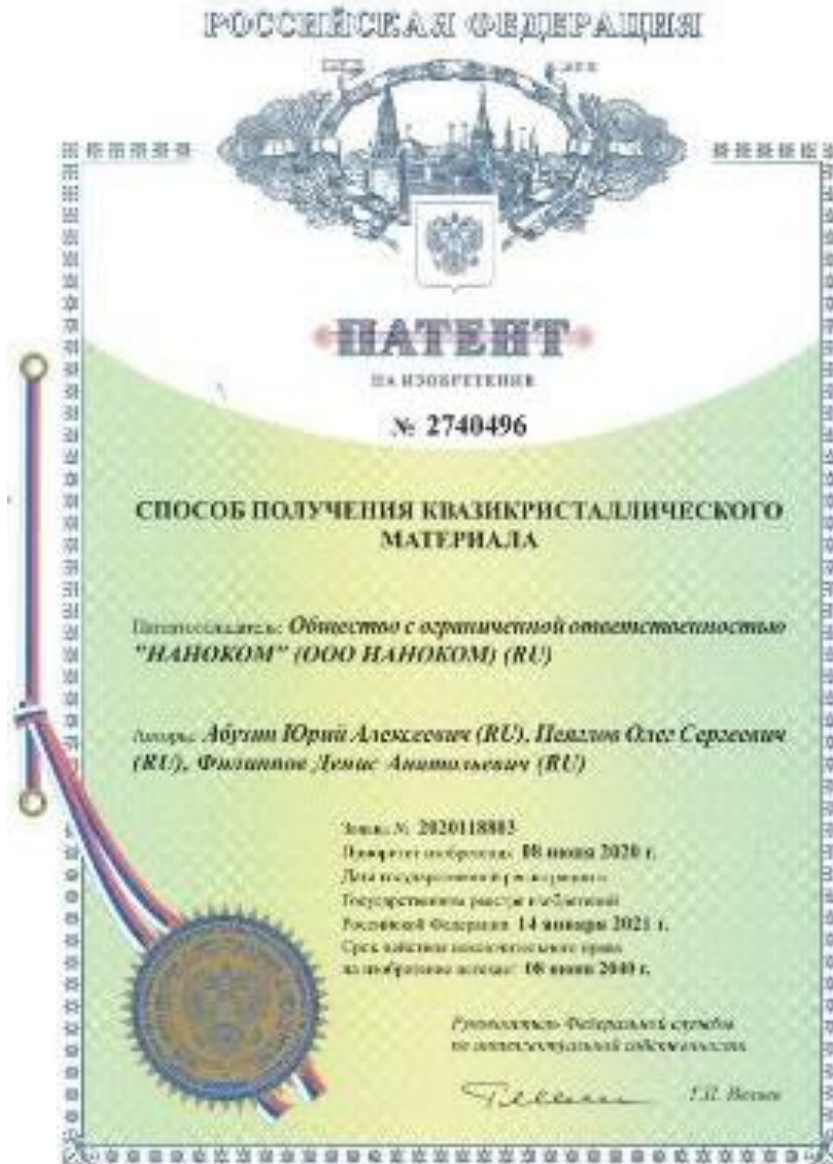 РОССИЙСКАЯ ФЕДЕРАЦИЯ
ПАТЕНТ
НА ИЗОБРЕТЕНИЕ
№ 2740496
СПОСОБ ПОЛУЧЕНИЯ КВАЗИКРИСТАЛЛИЧЕСКОГО
МАТЕРИАЛА
Патентообладатель: Общество с ограниченной ответственностью
"НАНОКОМ" (ООО НАНОКОМ) (RU)
Авторы: Абузин Юрий Алексеевич (RU), Олег Сергеевич
(RU), Филиппов Денис Анатольевич (RU)
Заявка № 2020118803
Приоритет изобретения 08 июня 2020 г.
Дата государственной регистрации в
Государственном реестре изобретений
Российской Федерации 14 января 2021 г.
Срок действия исключительного права
на изобретение истекает 08 июня 2040 г.
Руководитель Федеральной службы
по интеллектуальной собственности
Г.П. Ивлиев